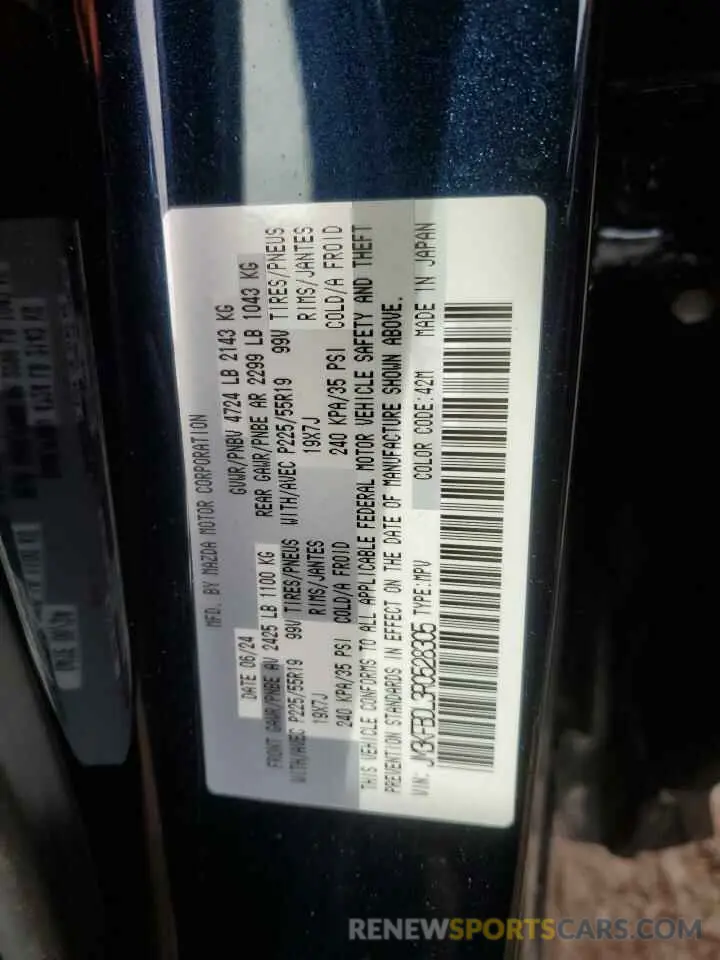 MFD. BY MAZDA MOTOR CORPORATION
DATE 06/24 GVWR/PNBV 4724 LB 2143 KG
FRONT GAWR/PNBE AV 2425 LB 1100 KG REAR GAWR/PNBE AR 2299 LB 1043 KG
WITH/AVEC P225/55R19 99V TIRES/PNEUS WITH/AVEC P225/55R19 99V TIRES/PNEUS
19X7J RIMS/JANTES 19X7J RIMS/JANTES
240 KPA/35 PSI COLD/A FROID 240 KPA/35 PSI COLD/A FROID
THIS VEHICLE CONFORMS TO ALL APPLICABLE FEDERAL MOTOR VEHICLE SAFETY AND THEFT
PREVENTION STANDARDS IN EFFECT ON THE DATE OF MANUFACTURE SHOWN ABOVE.
VIN: JM3KFBDL3R0528305 TYPE:MPV COLOR CODE:42M MADE IN JAPAN
RENEWSPORTSCARS.COM